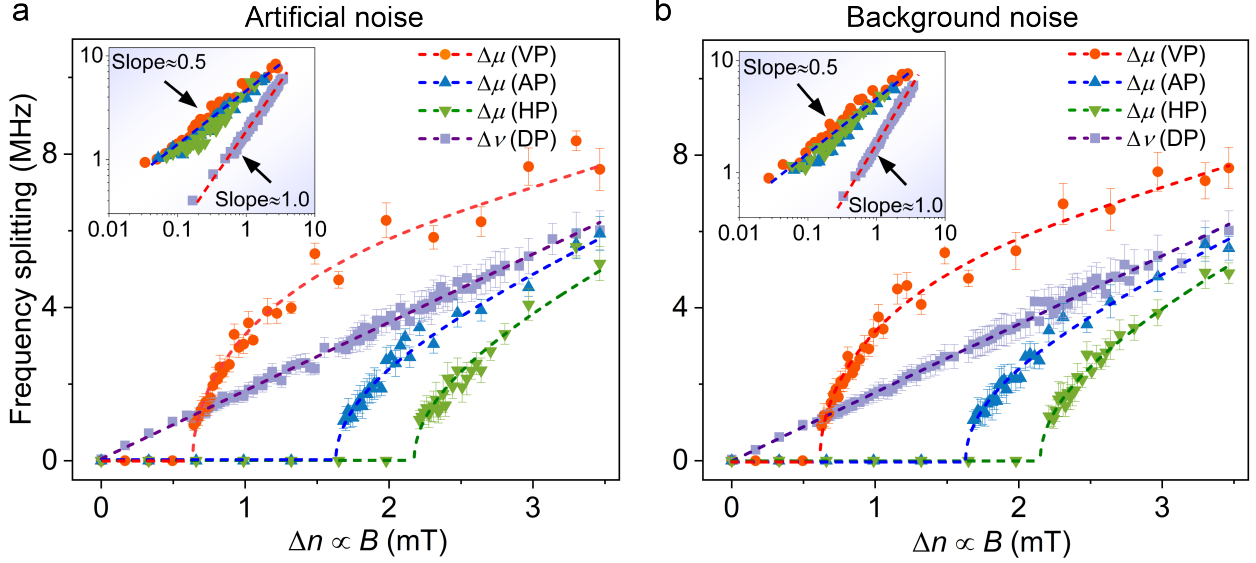 a
Artificial noise
Frequency splitting (MHz)
8
4
0
0
1
2
3
Δn ∝ B (mT)
Δμ (VP)
Δμ (AP)
Δμ (HP)
Δν (DP)
10
1
0.01
0.1
1
10
Slope≈0.5
Slope≈1.0
b
Background noise
8
4
0
0
1
2
3
Δn ∝ B (mT)
Δμ (VP)
Δμ (AP)
Δμ (HP)
Δν (DP)
10
1
0.01
0.1
1
10
Slope≈0.5
Slope≈1.0